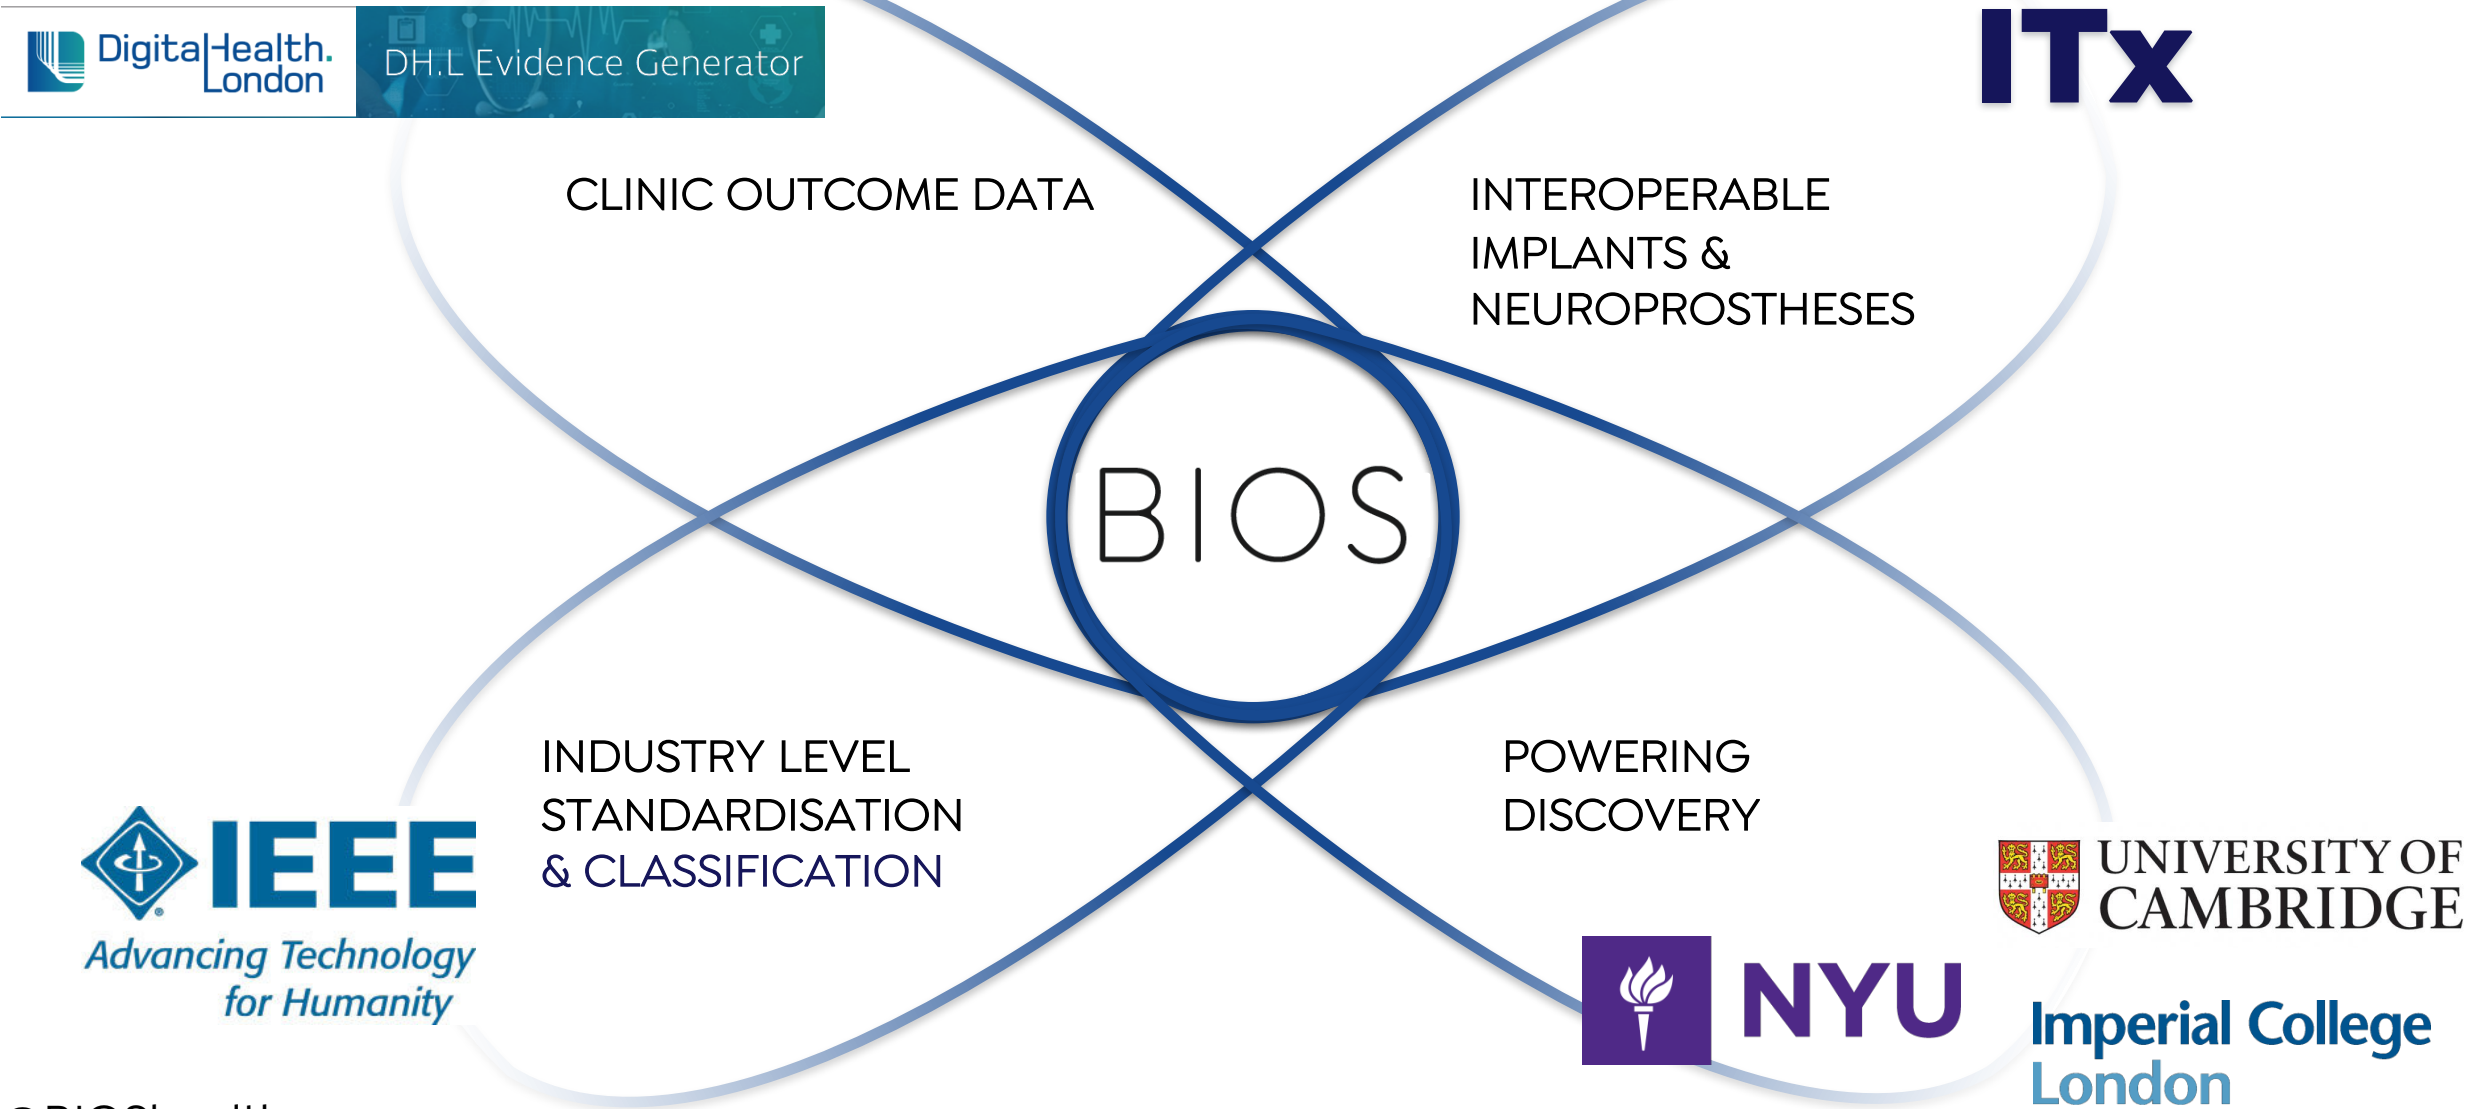 DigitalHealth.
London
DH.L Evidence Generator
ITx
CLINIC OUTCOME DATA
INTEROPERABLE
IMPLANTS &
NEUROPROSTHESES
BIOS
INDUSTRY LEVEL
STANDARDISATION
& CLASSIFICATION
POWERING
DISCOVERY
IEEE
Advancing Technology
for Humanity
UNIVERSITY OF
CAMBRIDGE
NYU
Imperial College
London